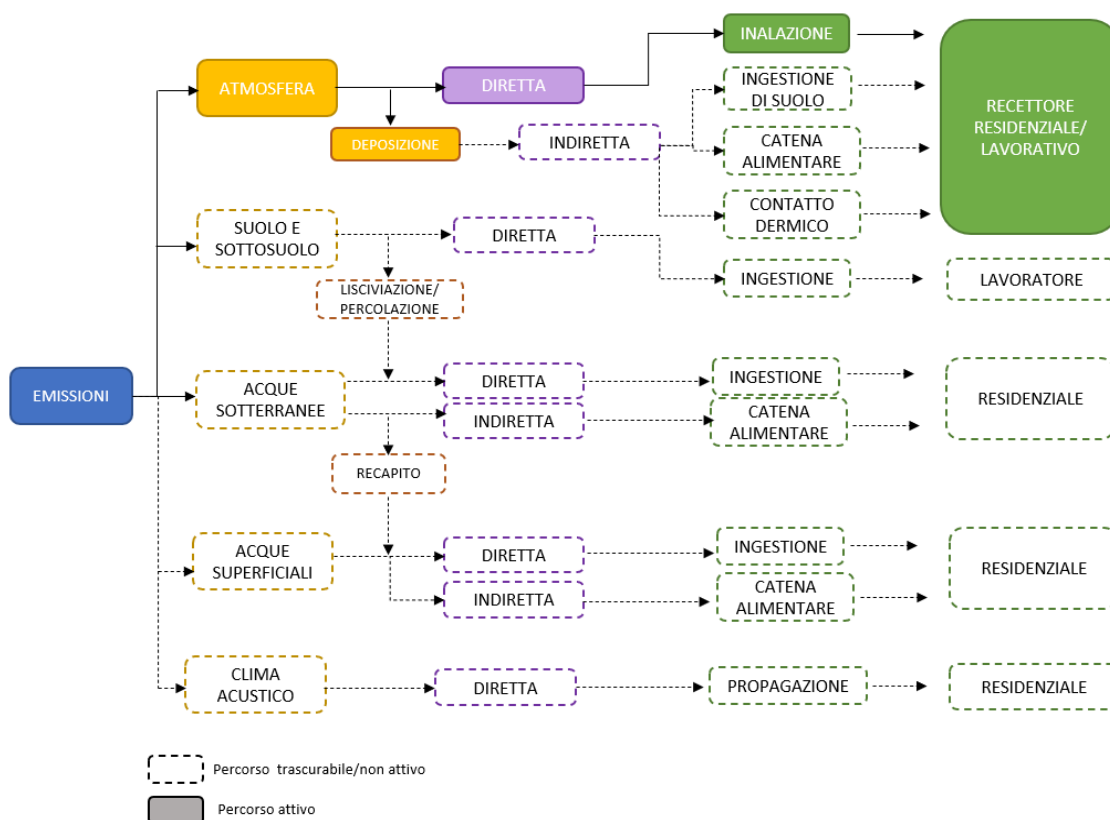 INALAZIONE
ATMOSFERA
DIRETTA
INGESTIONE
DI SUOLO
RECETTORE
RESIDENZIALE/
LAVORATIVO
DEPOSIZIONE
INDIRETTA
CATENA
ALIMENTARE
CONTATTO
DERMICO
SUOLO E
SOTTOSUOLO
DIRETTA
INGESTIONE
LAVORATORE
LISCIVIAZIONE/
PERCOLAZIONE
EMISSIONI
ACQUE
SOTTERRANEE
DIRETTA
INGESTIONE
RESIDENZIALE
INDIRETTA
CATENA
ALIMENTARE
RECAPITO
ACQUE
SUPERFICIALI
DIRETTA
INGESTIONE
RESIDENZIALE
INDIRETTA
CATENA
ALIMENTARE
CLIMA
ACUSTICO
DIRETTA
PROPAGAZIONE
RESIDENZIALE
Percorso trascurabile/non attivo
Percorso attivo